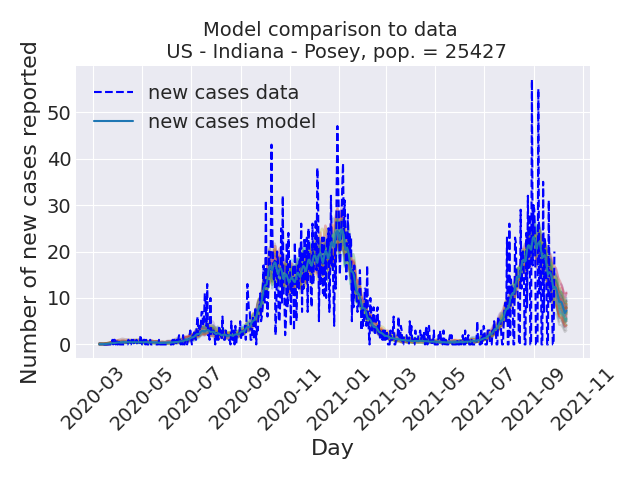 Model comparison to data
US - Indiana - Posey, pop. = 25427
Number of new cases reported
new cases data
new cases model
50
40
30
20
10
0
2020-03
2020-05
2020-07
2020-09
2020-11
2021-01
2021-03
2021-05
2021-07
2021-09
2021-11
Day